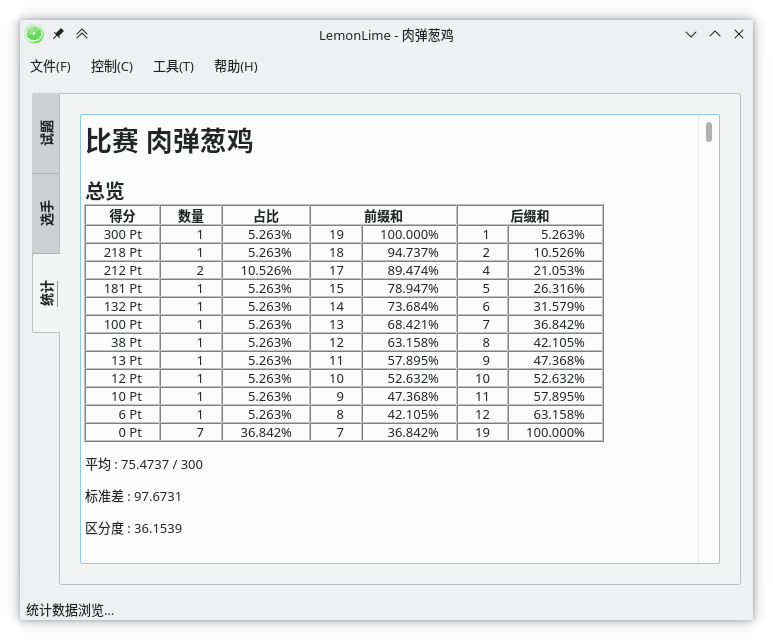 LemonLime - 肉弹葱鸡
文件(F) 控制(C) 工具(T) 帮助(H)
试题
选手
统计
比赛 肉弹葱鸡
总览
得分 数量 占比 前缀和 后缀和
300 Pt 1 5.263% 19 100.000% 1 5.263%
218 Pt 1 5.263% 18 94.737% 2 10.526%
212 Pt 2 10.526% 17 89.474% 4 21.053%
181 Pt 1 5.263% 15 78.947% 5 26.316%
132 Pt 1 5.263% 14 73.684% 6 31.579%
100 Pt 1 5.263% 13 68.421% 7 36.842%
38 Pt 1 5.263% 12 63.158% 8 42.105%
13 Pt 1 5.263% 11 57.895% 9 47.368%
12 Pt 1 5.263% 10 52.632% 10 52.632%
10 Pt 1 5.263% 9 47.368% 11 57.895%
6 Pt 1 5.263% 8 42.105% 12 63.158%
0 Pt 7 36.842% 7 36.842% 19 100.000%
平均 : 75.4737 / 300
标准差 : 97.6731
区分度 : 36.1539
统计数据浏览...